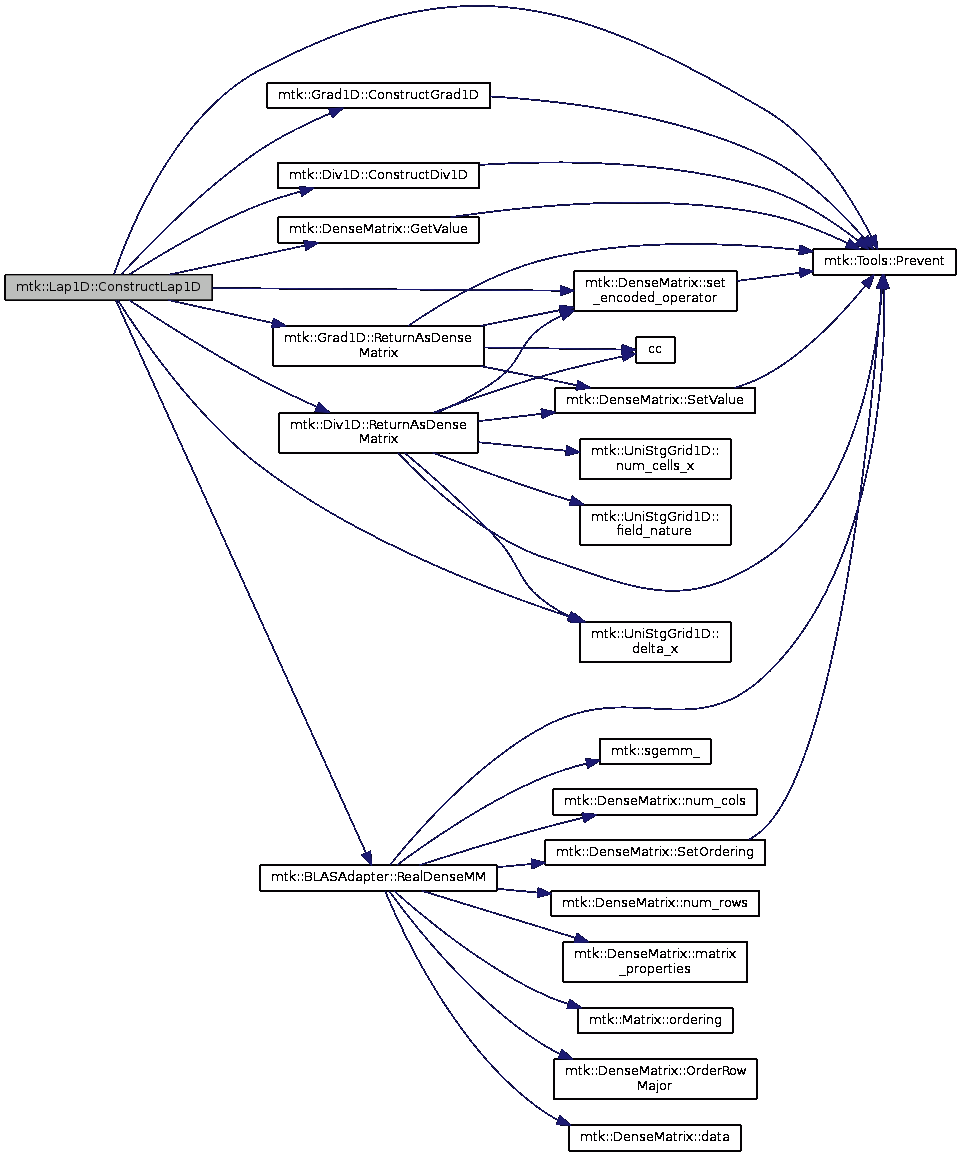 mtk::Grad1D::ConstructGrad1D
mtk::Div1D::ConstructDiv1D
mtk::DenseMatrix::GetValue
mtk::Tools::Prevent
mtk::Lap1D::ConstructLap1D
mtk::DenseMatrix::set
_encoded_operator
mtk::Grad1D::ReturnAsDense
Matrix
cc
mtk::DenseMatrix::SetValue
mtk::Div1D::ReturnAsDense
Matrix
mtk::UniStgGrid1D::
num_cells_x
mtk::UniStgGrid1D::
field_nature
mtk::UniStgGrid1D::
delta_x
mtk::sgemm_
mtk::DenseMatrix::num_cols
mtk::DenseMatrix::SetOrdering
mtk::BLASAdapter::RealDenseMM
mtk::DenseMatrix::num_rows
mtk::DenseMatrix::matrix
_properties
mtk::Matrix::ordering
mtk::DenseMatrix::OrderRow
Major
mtk::DenseMatrix::data